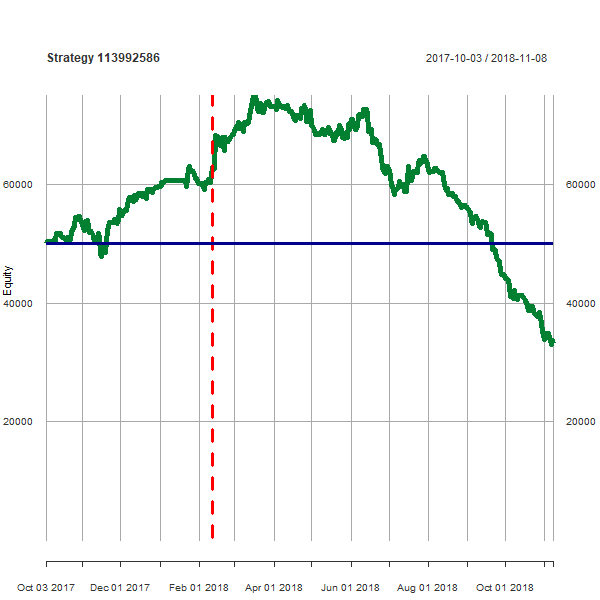 Strategy 113992586
2017-10-03 / 2018-11-08
60000
60000
Equity
40000
40000
20000
20000
Oct 03 2017
Dec 01 2017
Feb 01 2018
Apr 01 2018
Jun 01 2018
Aug 01 2018
Oct 01 2018